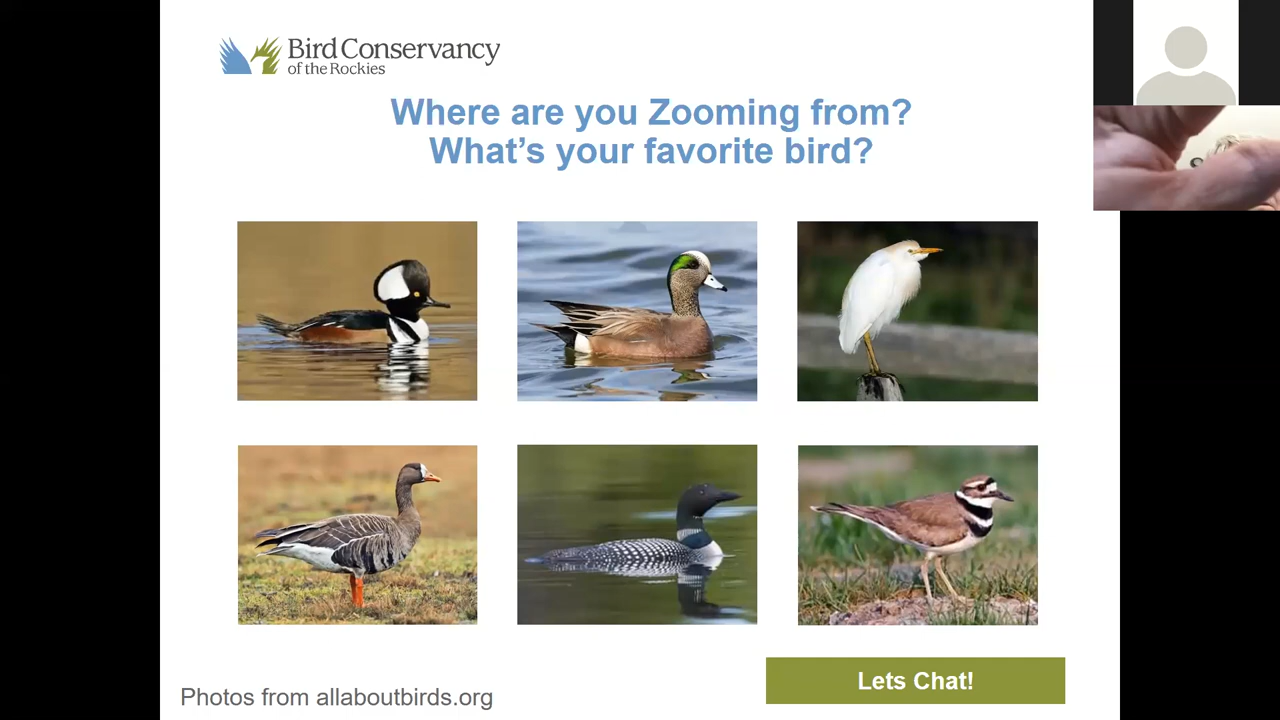 Bird Conservancy
of the Rockies
Where are you Zooming from?
What's your favorite bird?
Lets Chat!
Photos from allaboutbirds.org